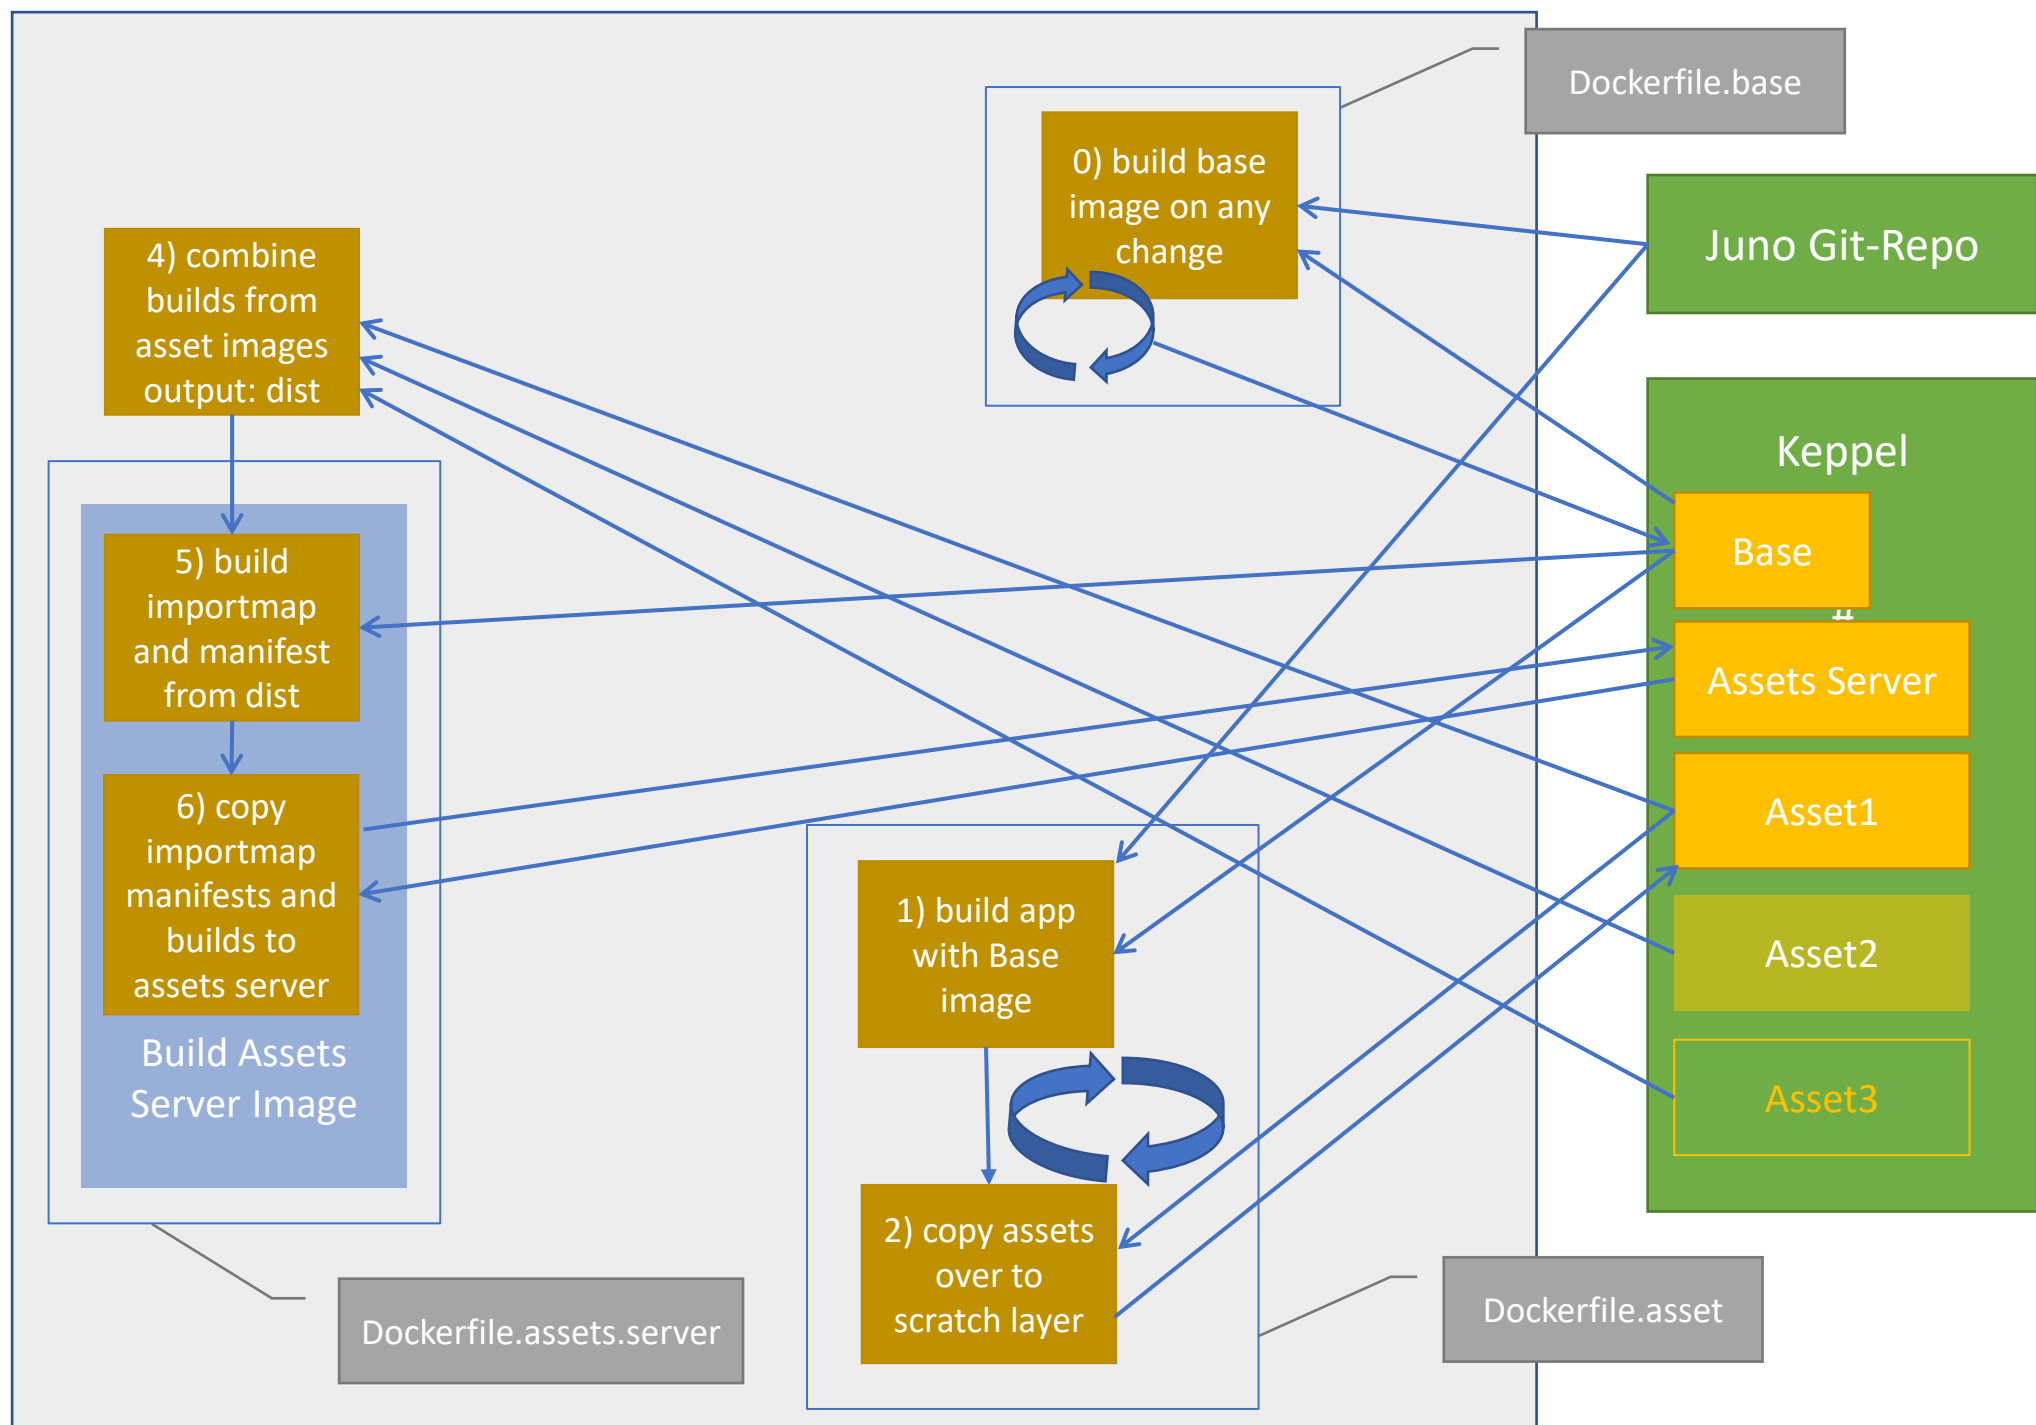 Dockerfile.base
0) build base
image on any
change
Juno Git-Repo
4) combine
builds from
asset images
output: dist
Keppel
Base
#
5) build
importmap
and manifest
from dist
Assets Server
6) copy
importmap
manifests and
builds to
assets server
Asset1
1) build app
with Base
image
Asset2
Build Assets
Server Image
Asset3
2) copy assets
over to
scratch layer
Dockerfile.assets.server
Dockerfile.asset